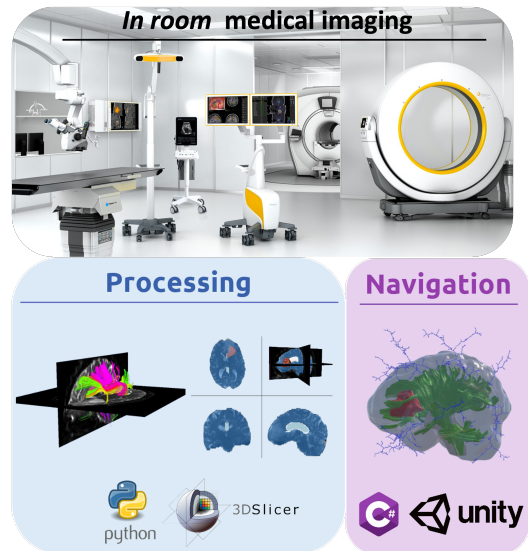 In room medical imaging
Processing
Navigation
python
3DSlicer
C#
unity